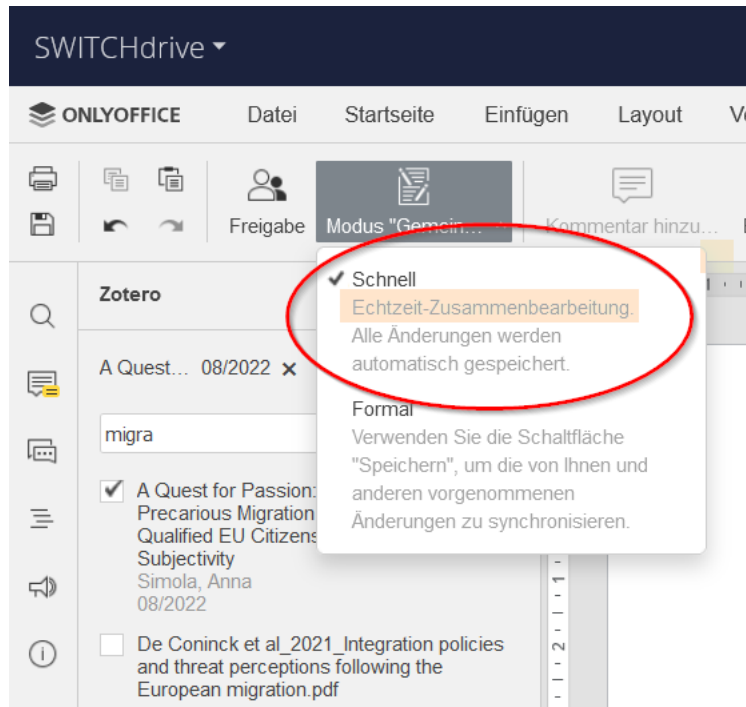 SWITCHdrive
ONLYOFFICE Datei Startseite Einfügen Layout
Freigabe Modus "Gemein... Kommentar hinzu...
Zotero
A Quest... 08/2022 ×
migra
A Quest for Passion:
Precarious Migration
Qualified EU Citizens
Subjectivity
Simola, Anna
08/2022
De Coninck et al_2021_Integration policies
and threat perceptions following the
European migration.pdf
Schnell
Echtzeit-Zusammenbearbeitung.
Alle Änderungen werden
automatisch gespeichert.
Formal
Verwenden Sie die Schaltfläche
"Speichern", um die von Ihnen und
anderen vorgenommenen
Änderungen zu synchronisieren.
1
2